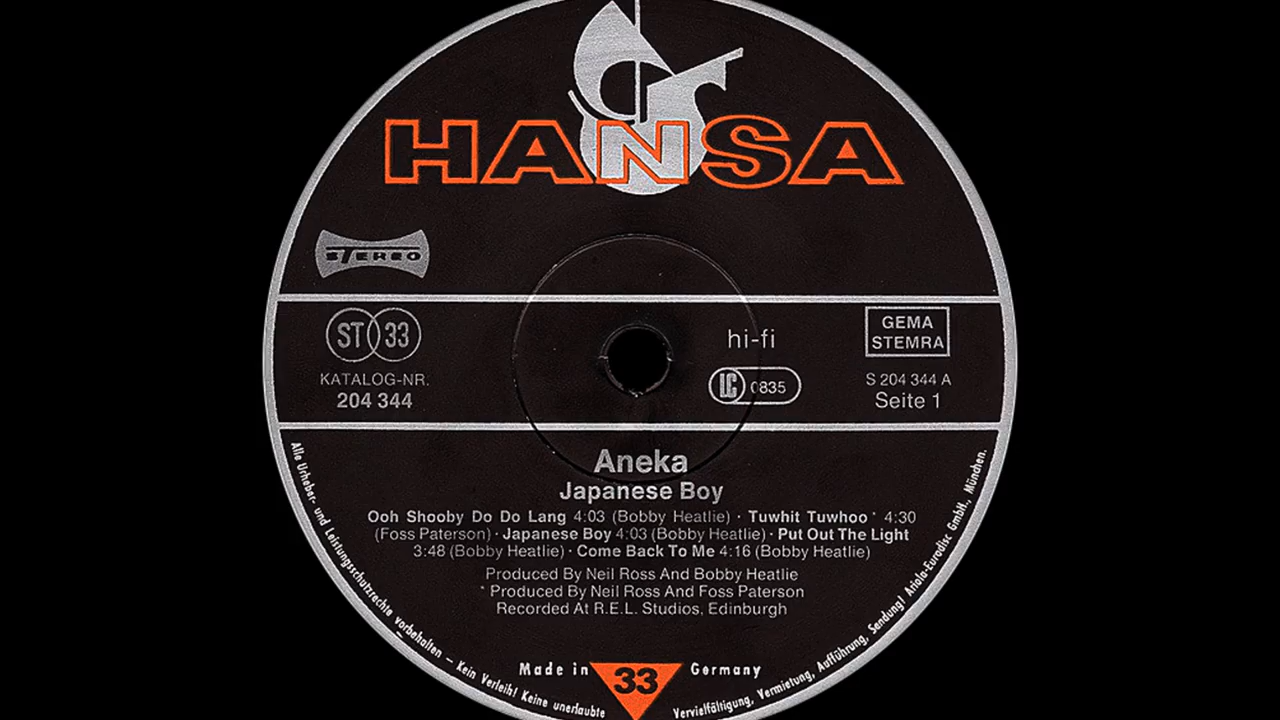 HANSA
STEREO
ST 33
hi-fi
GEMA
STEMRA
LC 0835
KATALOG-NR.
204 344
S 204 344 A
Seite 1
Aneka
Japanese Boy
Ooh Shooby Do Do Lang 4:03 (Bobby Heatlie) · Tuwhit Tuwhoo * 4:30
(Foss Paterson) · Japanese Boy 4:03 (Bobby Heatlie) · Put Out The Light
3:48 (Bobby Heatlie) · Come Back To Me 4:16 (Bobby Heatlie)
Produced By Neil Ross And Bobby Heatlie
* Produced By Neil Ross And Foss Paterson
Recorded At R.E.L. Studios, Edinburgh
Made in 33 Germany
Alle Urheber- und Leistungsschutzrechte vorbehalten – Kein Verleih! Keine unerlaubte Vervielfältigung, Vermietung, Aufführung, Sendung! Ariola-Eurodisc GmbH., München.